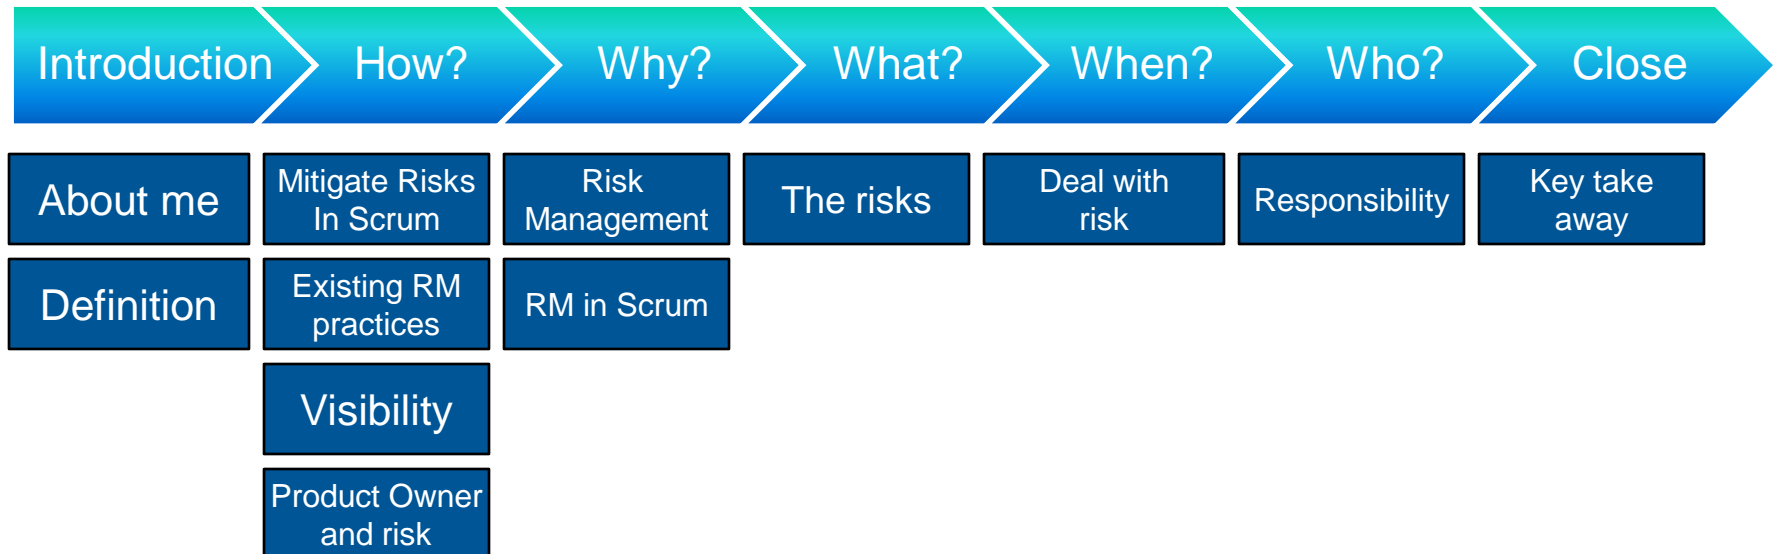 Introduction
How?
Why?
What?
When?
Who?
Close
About me
Mitigate Risks
In Scrum
Risk
Management
The risks
Deal with
risk
Responsibility
Key take
away
Definition
Existing RM
practices
RM in Scrum
Visibility
Product Owner
and risk